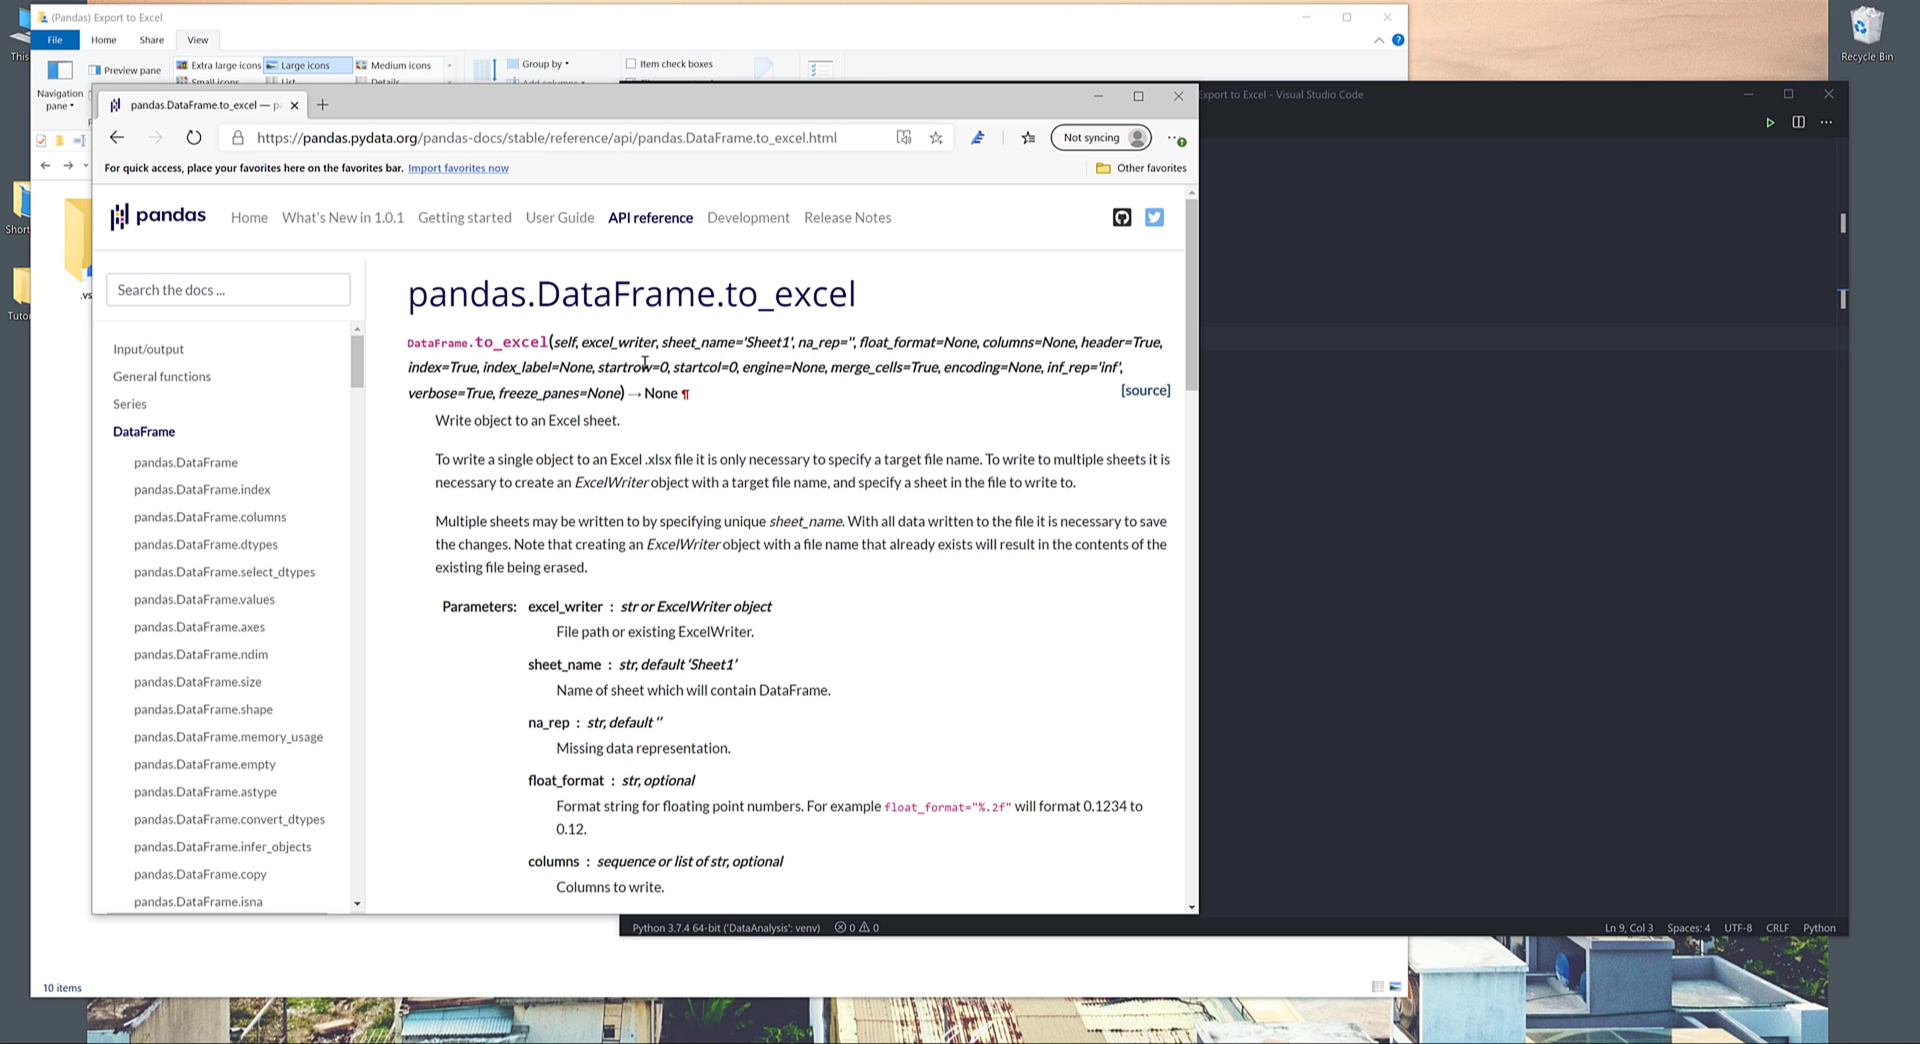 (Pandas) Export to Excel
File
Home
Share
View
Preview pane
Extra large icons
Large icons
Medium icons
Small icons
List
Details
Group by
Add columns
Item check boxes
Navigation
pane
This
Recycle Bin
Short
Tutor
.vs
pandas.DataFrame.to_excel — p
Export to Excel - Visual Studio Code
https://pandas.pydata.org/pandas-docs/stable/reference/api/pandas.DataFrame.to_excel.html
Not syncing
For quick access, place your favorites here on the favorites bar. Import favorites now
Other favorites
pandas
Home
What's New in 1.0.1
Getting started
User Guide
API reference
Development
Release Notes
Search the docs ...
Input/output
General functions
Series
DataFrame
pandas.DataFrame
pandas.DataFrame.index
pandas.DataFrame.columns
pandas.DataFrame.dtypes
pandas.DataFrame.select_dtypes
pandas.DataFrame.values
pandas.DataFrame.axes
pandas.DataFrame.ndim
pandas.DataFrame.size
pandas.DataFrame.shape
pandas.DataFrame.memory_usage
pandas.DataFrame.empty
pandas.DataFrame.astype
pandas.DataFrame.convert_dtypes
pandas.DataFrame.infer_objects
pandas.DataFrame.copy
pandas.DataFrame.isna
pandas.DataFrame.to_excel
DataFrame.to_excel(self, excel_writer, sheet_name='Sheet1', na_rep='', float_format=None, columns=None, header=True,
index=True, index_label=None, startrow=0, startcol=0, engine=None, merge_cells=True, encoding=None, inf_rep='inf',
verbose=True, freeze_panes=None) → None ¶
[source]
Write object to an Excel sheet.
To write a single object to an Excel .xlsx file it is only necessary to specify a target file name. To write to multiple sheets it is
necessary to create an ExcelWriter object with a target file name, and specify a sheet in the file to write to.
Multiple sheets may be written to by specifying unique sheet_name. With all data written to the file it is necessary to save
the changes. Note that creating an ExcelWriter object with a file name that already exists will result in the contents of the
existing file being erased.
Parameters: excel_writer : str or ExcelWriter object
File path or existing ExcelWriter.
sheet_name : str, default 'Sheet1'
Name of sheet which will contain DataFrame.
na_rep : str, default ''
Missing data representation.
float_format : str, optional
Format string for floating point numbers. For example float_format="%.2f" will format 0.1234 to
0.12.
columns : sequence or list of str, optional
Columns to write.
Python 3.7.4 64-bit ('DataAnalysis': venv)
0
0
Ln 9, Col 3
Spaces: 4
UTF-8
CRLF
Python
10 items